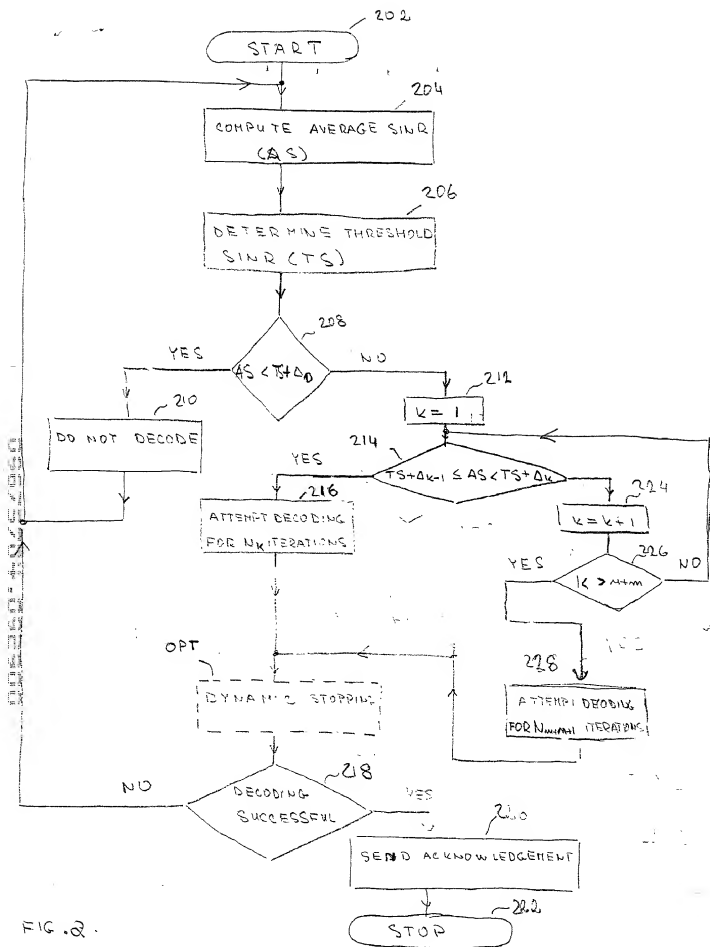 202
START
204
COMPUTE AVERAGE SINR
(AS)
206
DETERMINE THRESHOLD
SINR (TS)
208
YES
AS < TS+Δ0
NO
210
DO NOT DECODE
212
k = 1
214
YES
TS+Δk-1 ≤ AS < TS+Δk
216
ATTEMPT DECODING
FOR Nk ITERATIONS
224
k = k+1
226
YES
k > n+m
NO
OPT
DYNAMIC STOPPING
228
ATTEMPT DEODING
FOR ITERATIONS
218
NO
DECODING
SUCCESSFUL
YES
220
SEND ACKNOWLEDGEMENT
222
STOP
FIG. 2.